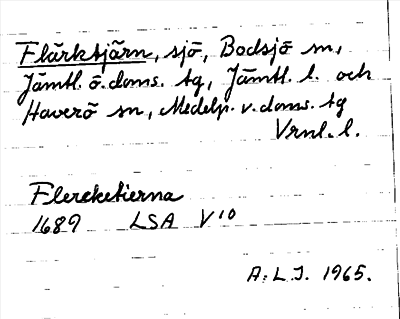 Flärktjärn, sjö, Bodsjö sn,
Jämtl. ö. doms. tg, Jämtl. l. och
Haverö sn, Medelp. v. doms. tg
Vrnl. l.
Flercketierna
1689 LSA V¹⁰
A. L. J. 1965.